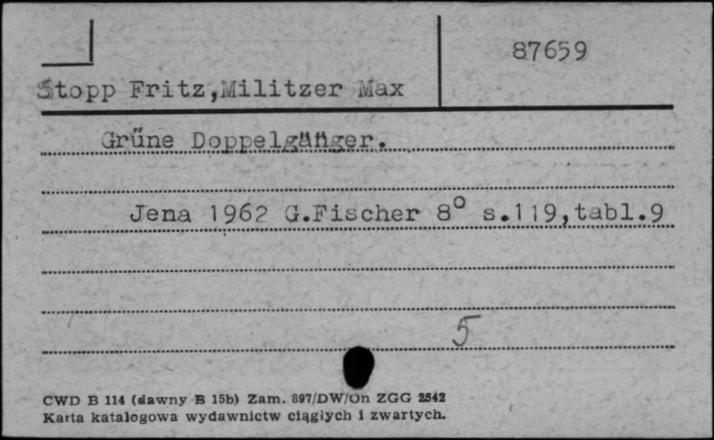 87659
Stopp Fritz,Militzer Max
Grüne Doppelgänger.
Jena 1962 G.Fischer 8° s.119,tabl.9
5
CWD B 114 (dawny B 15b) Zam. 897/DW/On ZGG 2542
Karta katalogowa wydawnictw ciągłych i zwartych.